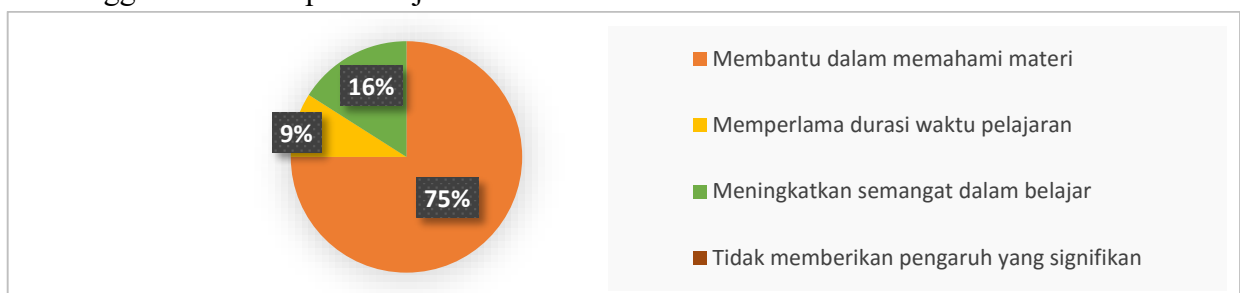 16%
9%
75%
Membantu dalam memahami materi
Memperlama durasi waktu pelajaran
Meningkatkan semangat dalam belajar
Tidak memberikan pengaruh yang signifikan